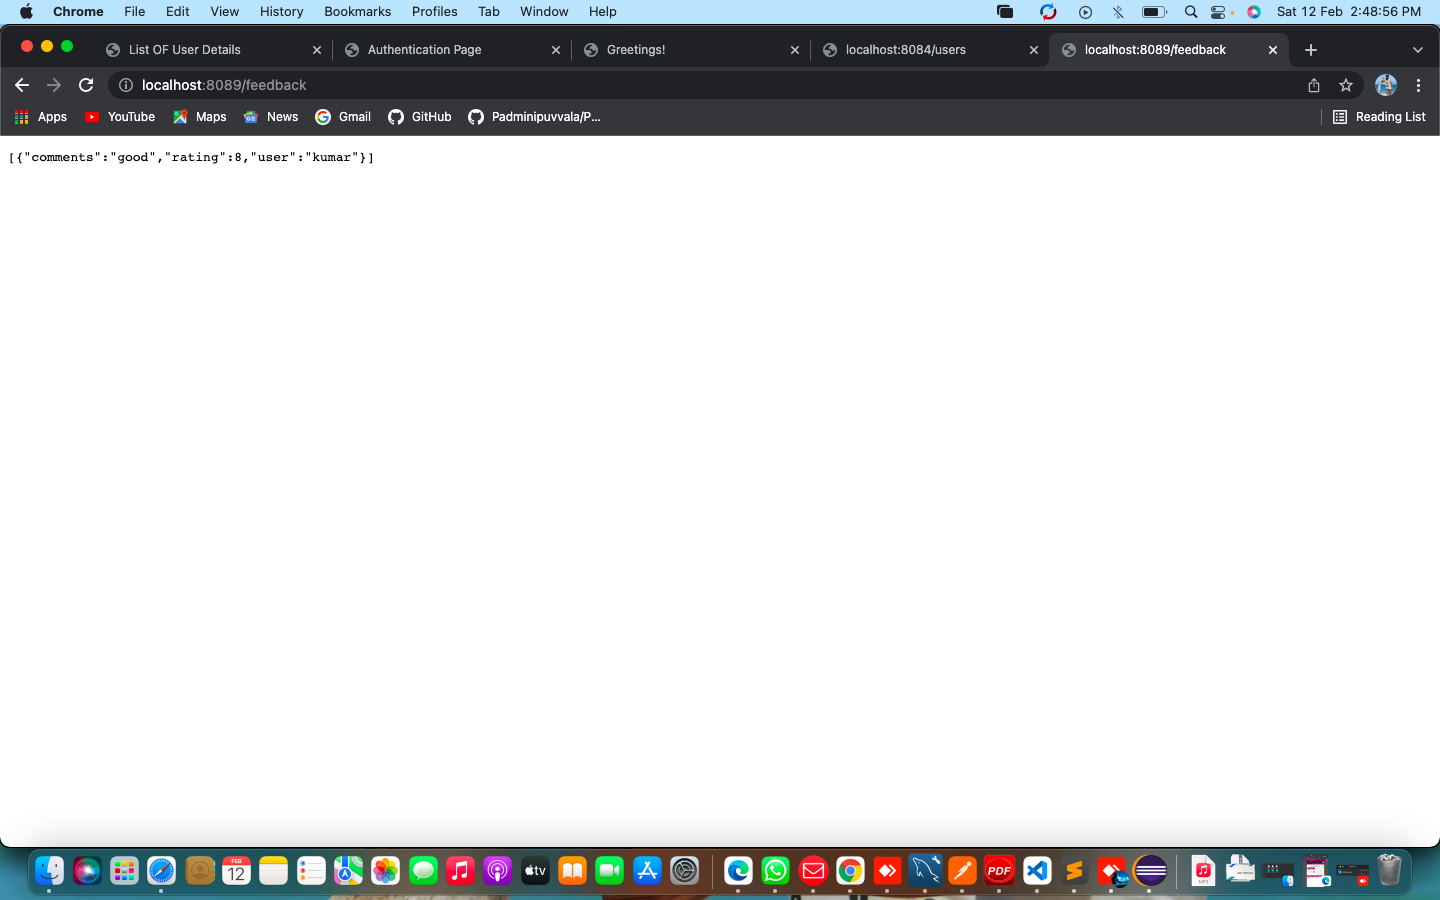 Chrome File Edit View History Bookmarks Profiles Tab Window Help Sat 12 Feb 2:48:56 PM
List OF User Details Authentication Page Greetings! localhost:8084/users localhost:8089/feedback
localhost:8089/feedback
Apps YouTube Maps News Gmail GitHub Padminipuvvala/P... Reading List
[{"comments":"good","rating":8,"user":"kumar"}]
FEB
12
tv
PDF